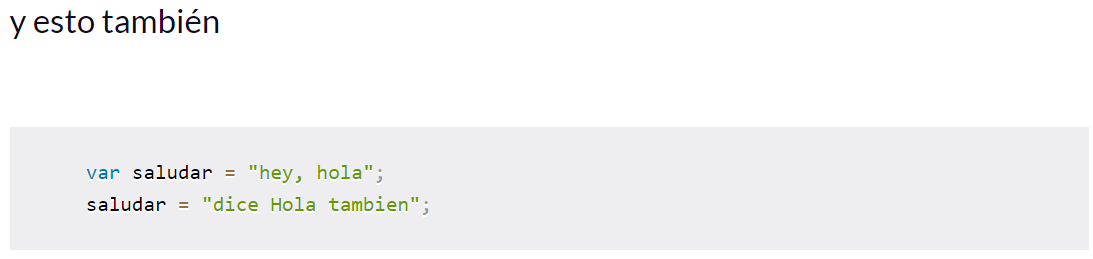 y esto también
var saludar = "hey, hola";
saludar = "dice Hola tambien";